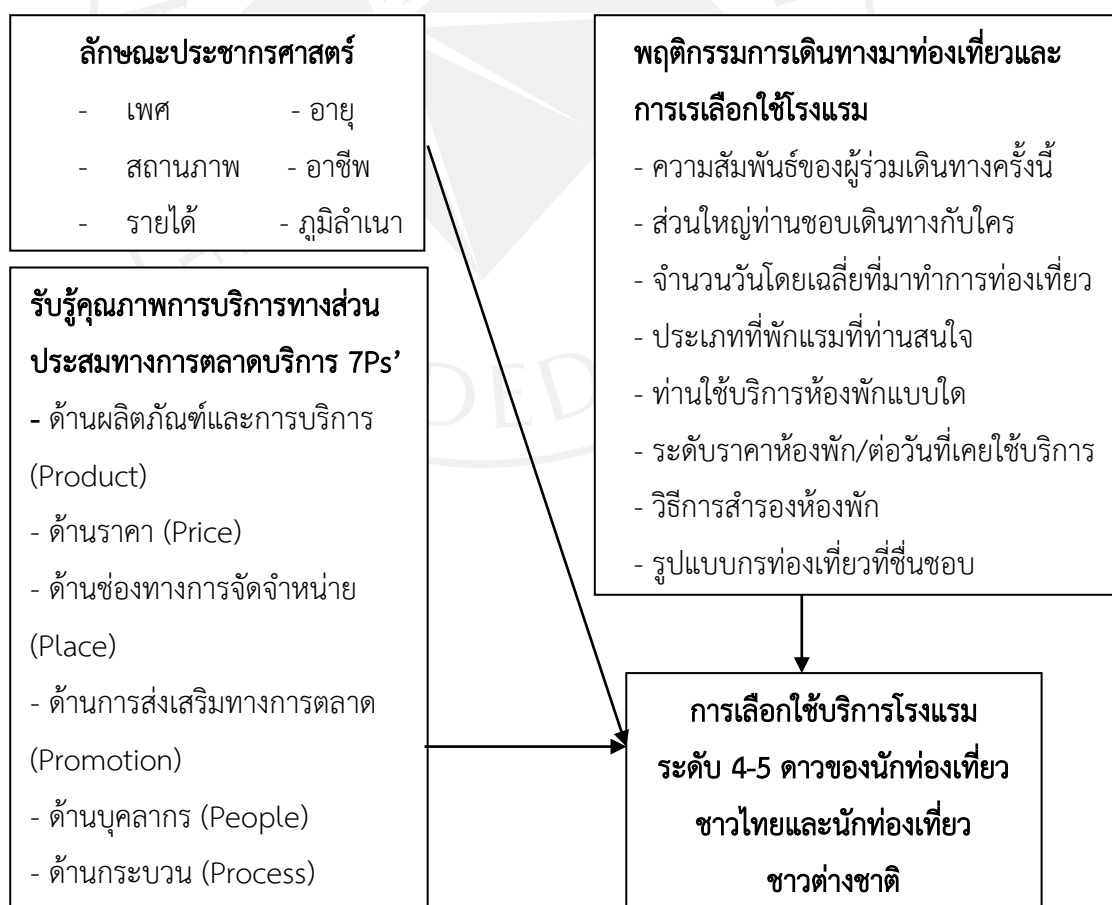 ลักษณะประชากรศาสตร์
- เพศ - อายุ
- สถานภาพ - อาชีพ
- รายได้ - ภูมิลำเนา
รับรู้คุณภาพการบริการทางส่วน
ประสมทางการตลาดบริการ 7Ps’
- ด้านผลิตภัณฑ์และการบริการ
(Product)
- ด้านราคา (Price)
- ด้านช่องทางการจัดจำหน่าย
(Place)
- ด้านการส่งเสริมทางการตลาด
(Promotion)
- ด้านบุคลากร (People)
- ด้านกระบวน (Process)
พฤติกรรมการเดินทางมาท่องเที่ยวและ
การเรเลือกใช้โรงแรม
- ความสัมพันธ์ของผู้ร่วมเดินทางครั้งนี้
- ส่วนใหญ่ท่านชอบเดินทางกับใคร
- จำนวนวันโดยเฉลี่ยที่มาทำการท่องเที่ยว
- ประเภทที่พักแรมที่ท่านสนใจ
- ท่านใช้บริการห้องพักแบบใด
- ระดับราคาห้องพัก/ต่อวันที่เคยใช้บริการ
- วิธีการสำรองห้องพัก
- รูปแบบกรท่องเที่ยวที่ชื่นชอบ
การเลือกใช้บริการโรงแรม
ระดับ 4-5 ดาวของนักท่องเที่ยว
ชาวไทยและนักท่องเที่ยว
ชาวต่างชาติ